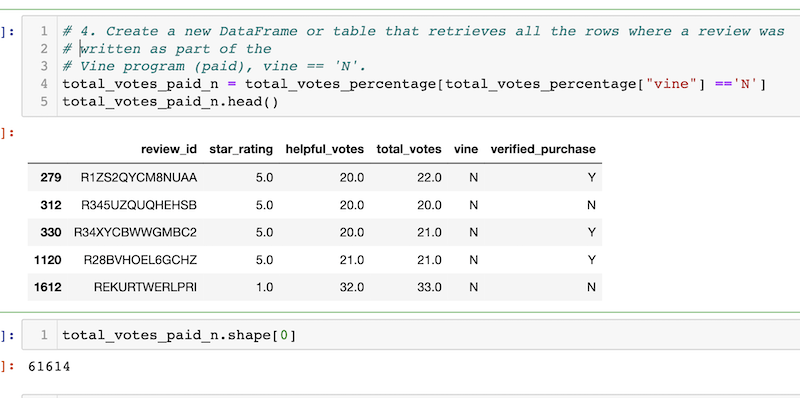 ]: 1 # 4. Create a new DataFrame or table that retrieves all the rows where a review was
2 # written as part of the
3 # Vine program (paid), vine == 'N'.
4 total_votes_paid_n = total_votes_percentage[total_votes_percentage["vine"] =='N']
5 total_votes_paid_n.head()
]:
review_id star_rating helpful_votes total_votes vine verified_purchase
279 R1ZS2QYCM8NUAA 5.0 20.0 22.0 N Y
312 R345UZQUQHEHSB 5.0 20.0 20.0 N N
330 R34XYCBWWGMBC2 5.0 20.0 21.0 N Y
1120 R28BVHOEL6GCHZ 5.0 21.0 21.0 N Y
1612 REKURTWERLPRI 1.0 32.0 33.0 N N
]: 1 total_votes_paid_n.shape[0]
]: 61614